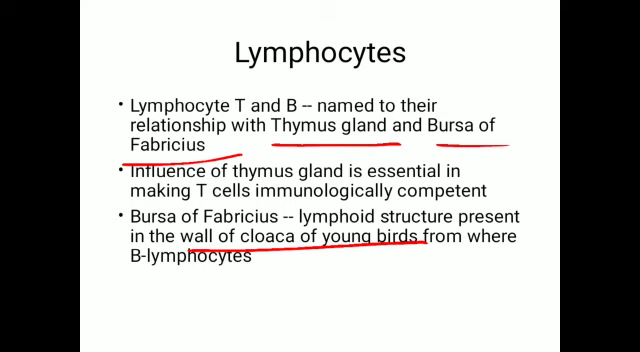 Lymphocytes
• Lymphocyte T and B -- named to their
relationship with Thymus gland and Bursa of
Fabricius
• Influence of thymus gland is essential in
making T cells immunologically competent
• Bursa of Fabricius -- lymphoid structure present
in the wall of cloaca of young birds from where
B-lymphocytes